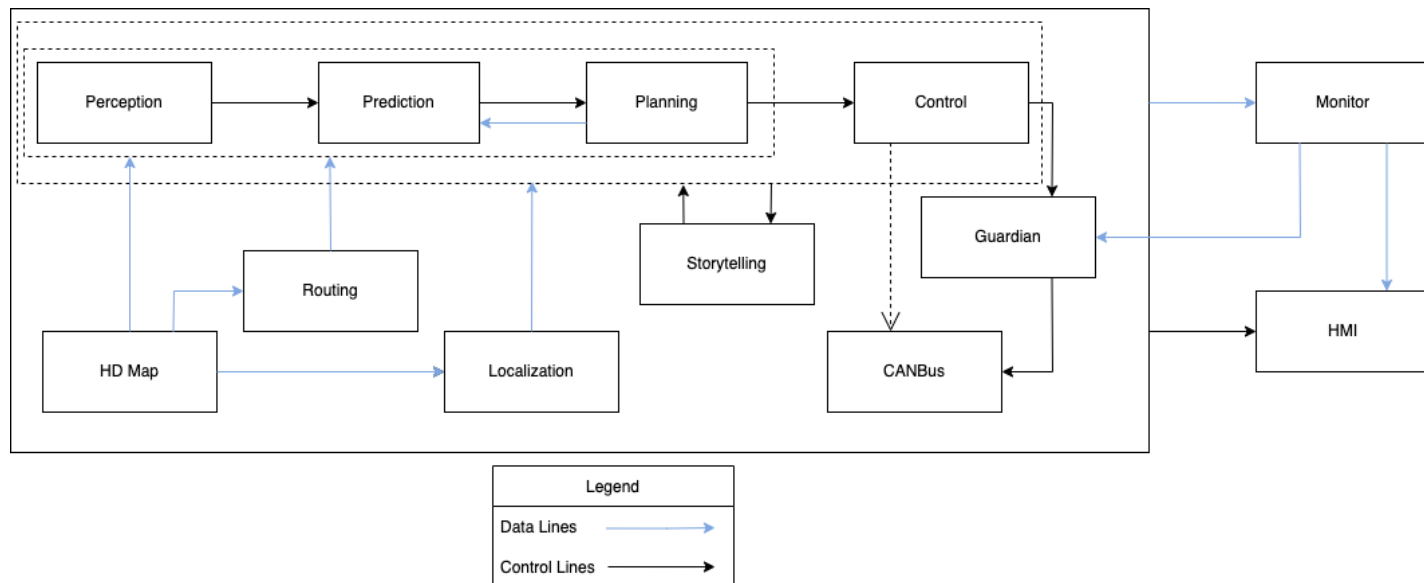 Perception
Prediction
Planning
Control
Monitor
Guardian
Storytelling
Routing
HD Map
Localization
CANBus
HMI
Legend
Data Lines
Control Lines